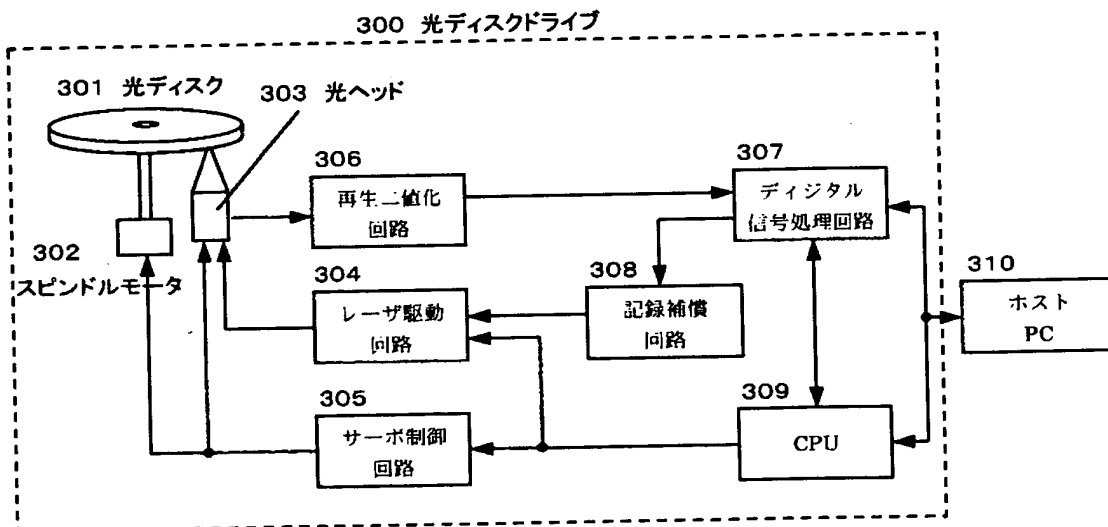 300 光ディスクドライブ
301 光ディスク
303 光ヘッド
302
スピンドルモータ
306
再生二値化
回路
307
ディジタル
信号処理回路
304
レーザ駆動
回路
308
記録補償
回路
310
ホスト
PC
305
サーボ制御
回路
309
CPU